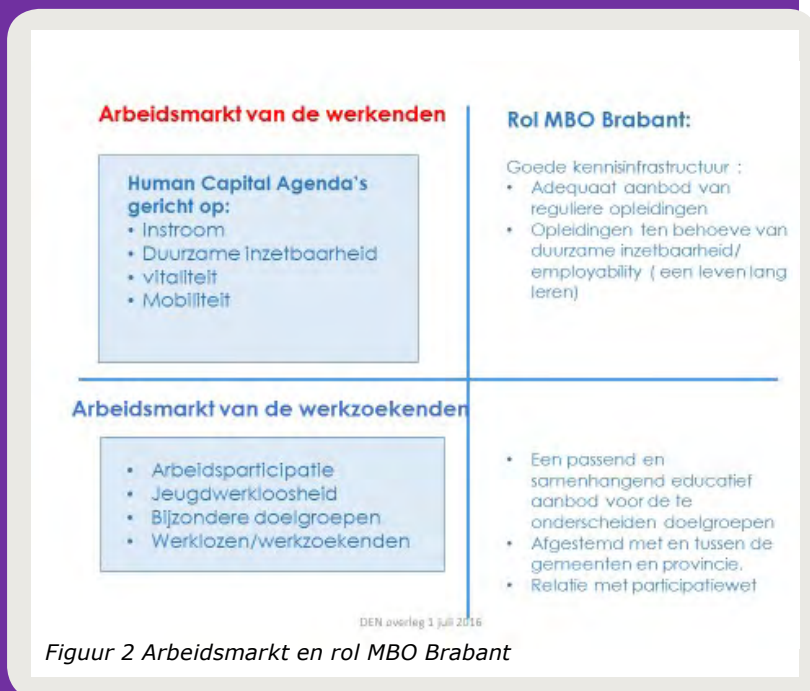 Arbeidsmarkt van de werkenden
Human Capital Agenda's
gericht op:
• Instroom
• Duurzame inzetbaarheid
• vitaliteit
• Mobiliteit
Rol MBO Brabant:
Goede kennisinfrastructuur :
• Adequaat aanbod van
reguliere opleidingen
• Opleidingen ten behoeve van
duurzame inzetbaarheid/
employability ( een leven lang
leren)
Arbeidsmarkt van de werkzoekenden
• Arbeidsparticipatie
• Jeugdwerkloosheid
• Bijzondere doelgroepen
• Werklozen/werkzoekenden
• Een passend en
samenhangend educatief
aanbod voor de te
onderscheiden doelgroepen
• Afgestemd met en tussen de
gemeenten en provincie.
• Relatie met participatiewet
DEN overleg 1 juli 2016
Figuur 2 Arbeidsmarkt en rol MBO Brabant